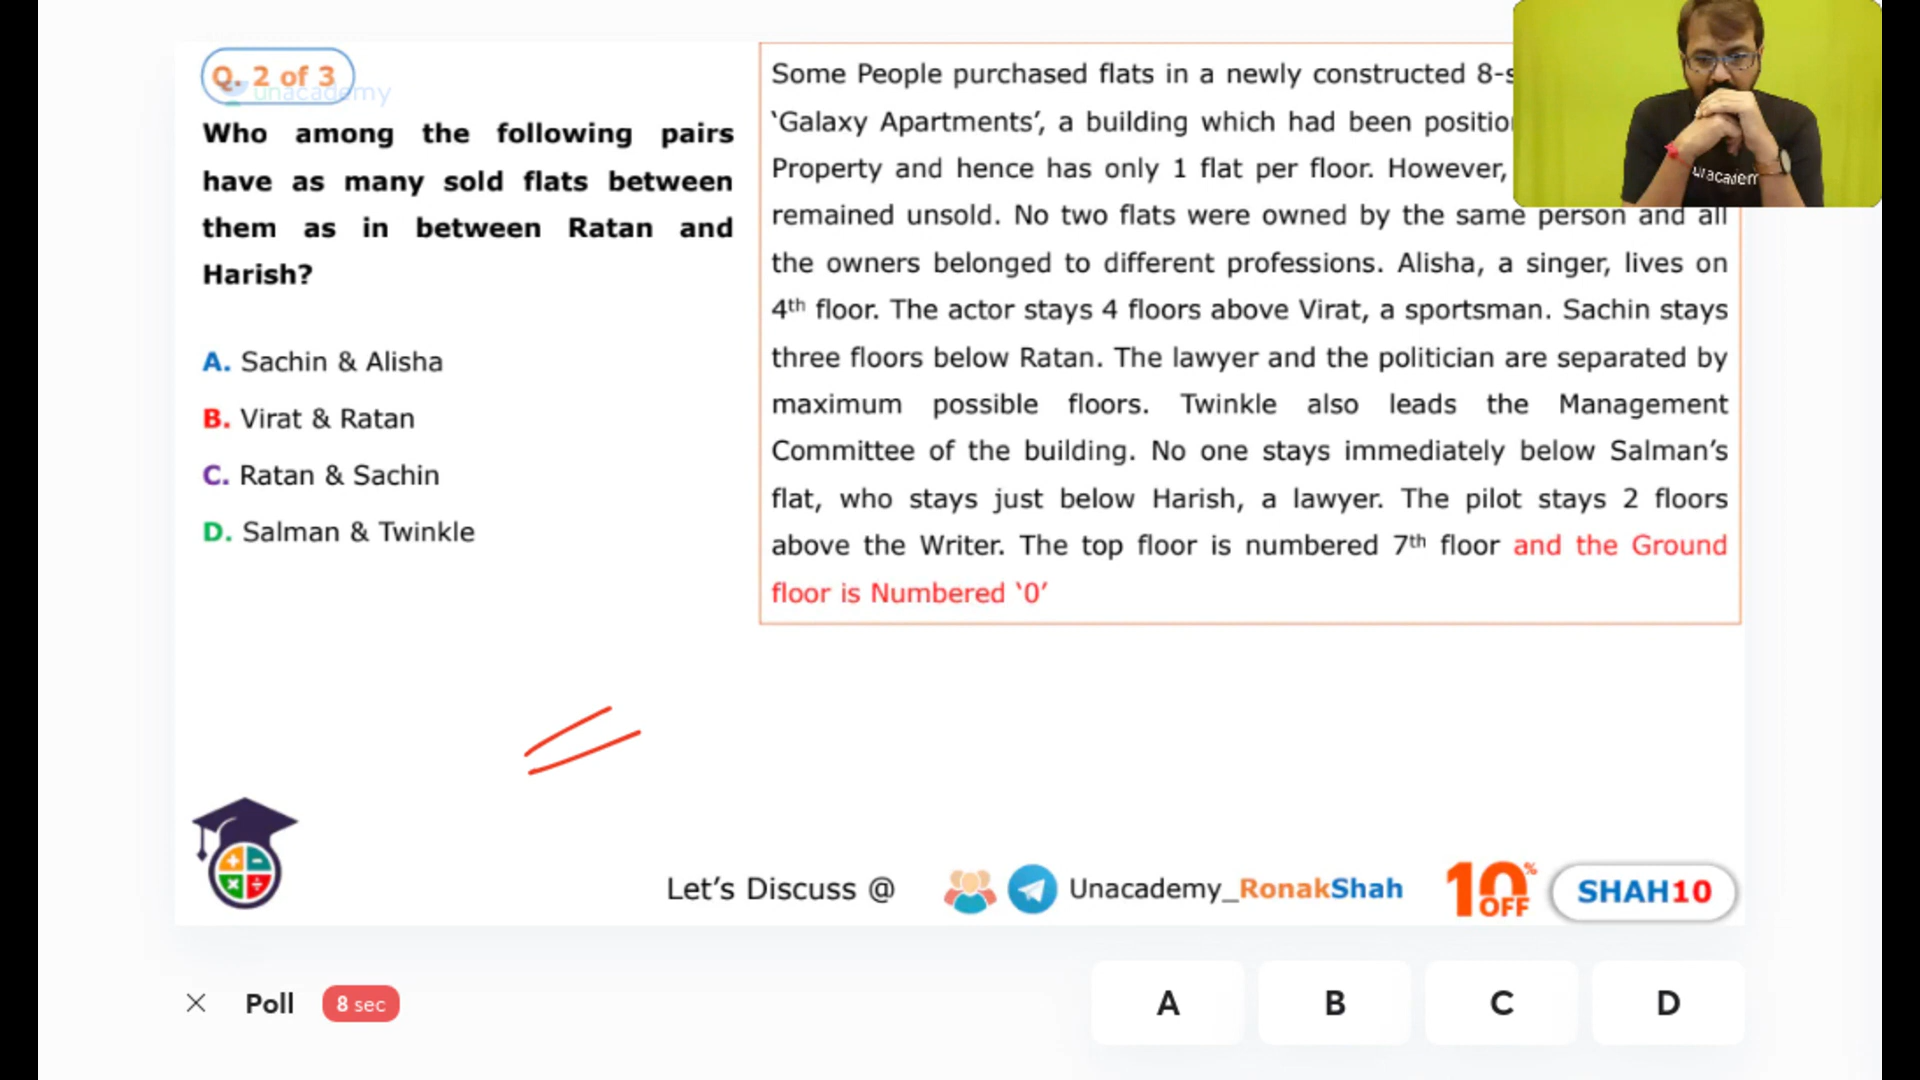 Q. 2 of 3
unacademy
Who among the following pairs
have as many sold flats between
them as in between Ratan and
Harish?
A. Sachin & Alisha
B. Virat & Ratan
C. Ratan & Sachin
D. Salman & Twinkle
Some People purchased flats in a newly constructed
‘Galaxy Apartments’, a building which had been
Property and hence has only 1 flat per floor. However,
remained unsold. No two flats were owned by the same person and all
the owners belonged to different professions. Alisha, a singer, lives on
4th floor. The actor stays 4 floors above Virat, a sportsman. Sachin stays
three floors below Ratan. The lawyer and the politician are separated by
maximum possible floors. Twinkle also leads the Management
Committee of the building. No one stays immediately below Salman’s
flat, who stays just below Harish, a lawyer. The pilot stays 2 floors
above the Writer. The top floor is numbered 7th floor and the Ground
floor is Numbered ‘0’
unacademy
Let’s Discuss @ Unacademy_RonakShah
10% OFF
SHAH10
Poll
8 sec
A B C D